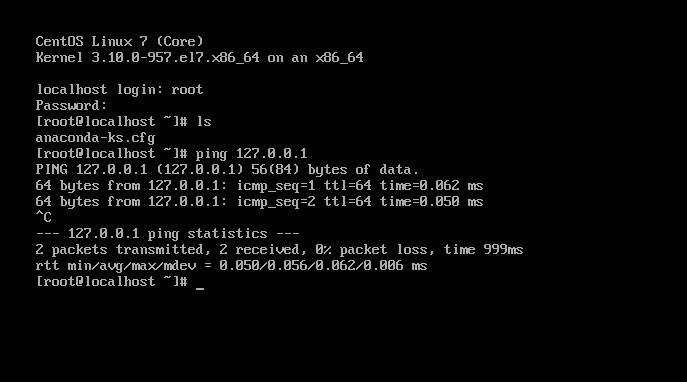 CentOS Linux 7 (Core)
Kernel 3.10.0-957.el7.x86_64 on an x86_64
localhost login: root
Password:
[root@localhost ~]# ls
anaconda-ks.cfg
[root@localhost ~]# ping 127.0.0.1
PING 127.0.0.1 (127.0.0.1) 56(84) bytes of data.
64 bytes from 127.0.0.1: icmp_seq=1 ttl=64 time=0.062 ms
64 bytes from 127.0.0.1: icmp_seq=2 ttl=64 time=0.050 ms
^C
--- 127.0.0.1 ping statistics ---
2 packets transmitted, 2 received, 0% packet loss, time 999ms
rtt min/avg/max/mdev = 0.050/0.056/0.062/0.006 ms
[root@localhost ~]# _